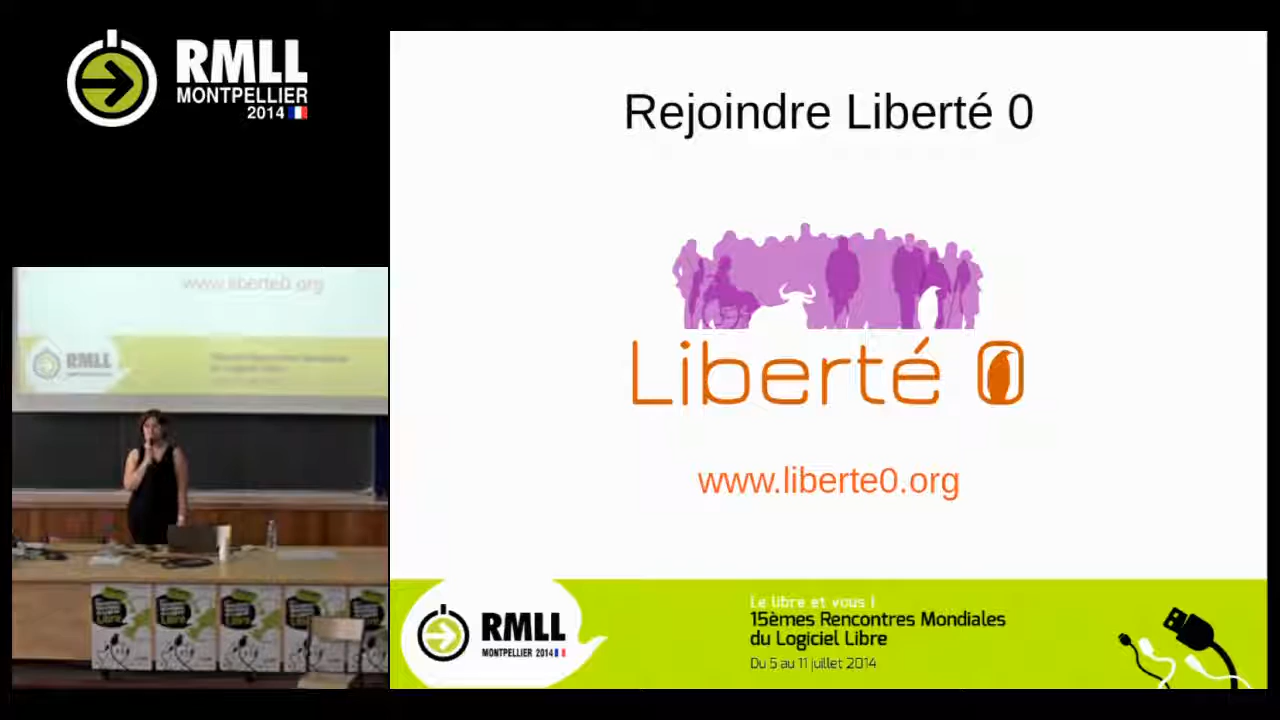 RMLL
MONTPELLIER
2014
Rejoindre Liberté 0
Liberté 0
www.liberte0.org
www.liberte0.org
RMLL
RMLL
MONTPELLIER 2014
Le libre et vous !
15èmes Rencontres Mondiales
du Logiciel Libre
Du 5 au 11 juillet 2014